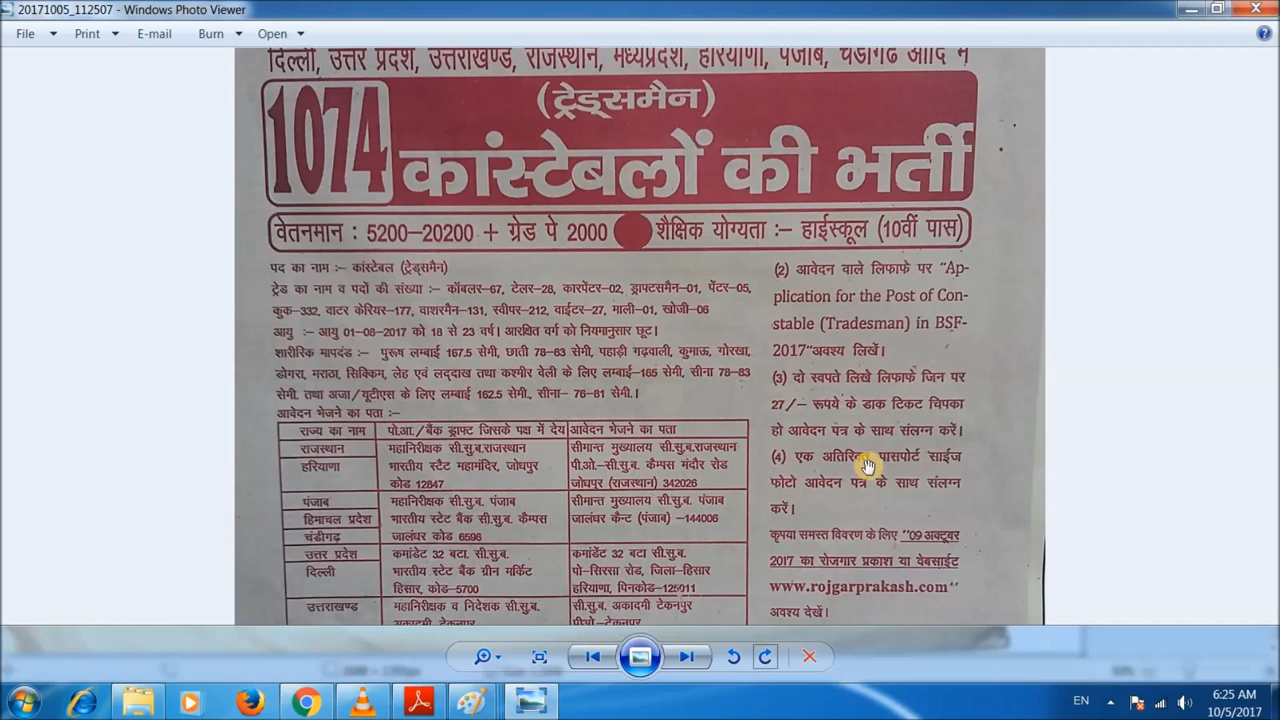 20171005_112507 - Windows Photo Viewer
File Print E-mail Burn Open
दिल्ली, उत्तर प्रदेश, उत्तराखण्ड, राजस्थान, मध्यप्रदेश, हरियाणा, पंजाब, चंडीगढ आदि में
1074
(ट्रेड्समैन)
कांस्टेबलों की भर्ती
वेतनमान : 5200-20200 + ग्रेड पे 2000 शैक्षिक योग्यता :- हाईस्कूल (10वीं पास)
पद का नाम :- कांस्टेबल (ट्रेड्समैन)
ट्रेड का नाम व पदों की संख्या :- कॉबलर-67, टेलर-28, कारपेंटर-02, ड्राफ्टसमैन-01, पेंटर-05,
कुक-332, वाटर कैरियर-177, वाशरमैन-131, स्वीपर-212, वाईटर-27, माली-01, खोजी-06
आयु :- आयु 01-08-2017 को 18 से 23 वर्ष। आरक्षित वर्ग को नियमानुसार छूट।
शारीरिक मापदंड :- पुरूष लम्बाई 167.5 सेमी, छाती 78-83 सेमी, पहाड़ी गढ़वाली, कुमाऊ, गोरखा,
डोगरा, मराठा, सिक्किम, लेह एवं लद्दाख तथा कश्मीर वेली के लिए लम्बाई-165 सेमी, सीना 78-83
सेमी. तथा अजा/यूटीएस के लिए लम्बाई 162.5 सेमी., सीना- 76-81 सेमी.।
आवेदन भेजने का पता :-
राज्य का नाम पो.आ./बैंक ड्राफ्ट जिसके पक्ष में देय आवेदन भेजने का पता
राजस्थान महानिरीक्षक सी.सु.ब.राजस्थान सीमान्त मुख्यालय सी.सु.ब.राजस्थान
हरियाणा भारतीय स्टैट महामंदिर, जोधपुर पी.ओ.-सी.सु.ब. कैम्पस मंदौर रोड
कोड 12847 जोधपुर (राजस्थान) 342026
पंजाब महानिरीक्षक सी.सु.ब. पंजाब सीमान्त मुख्यालय सी.सु.ब. पंजाब
हिमाचल प्रदेश भारतीय स्टेट बैंक सी.सु.ब. कैम्पस जालंघर कैन्ट (पंजाब) -144006
चंडीगढ़ जालंघर कोड 6596
उत्तर प्रदेश कमांडेंट 32 बटा. सी.सु.ब. कमांडेंट 32 बटा.सी.सु.ब.
दिल्ली भारतीय स्टेट बैंक ग्रीन मर्किट पो-सिरसा रोड, जिला-हिसार
हिसार, कोड-5700 हरियाणा, पिनकोड-125011
उत्तराखण्ड महानिरीक्षक व निदेशक सी.सु.ब. सी.सु.ब. अकादमी टेकनपुर
अकादमी टेकनपुर पीओ-टेकनपुर
(2) आवेदन वाले लिफाफे पर "Ap-
plication for the Post of Con-
stable (Tradesman) in BSF-
2017"अवश्य लिखें।
(3) दो स्वपते लिखे लिफाफे जिन पर
27/- रूपये के डाक टिकट चिपका
हो आवेदन पत्र के साथ संलग्न करें।
(4) एक पासपोर्ट साईज
फोटो आवेदन पत्र के साथ संलग्न
करें।
कृपया समस्त विवरण के लिए "09 अक्टूबर
2017 का रोजगार प्रकाश या वेबसाईट
www.rojgarprakash.com"
अवश्य देखें।
EN
6:25 AM
10/5/2017